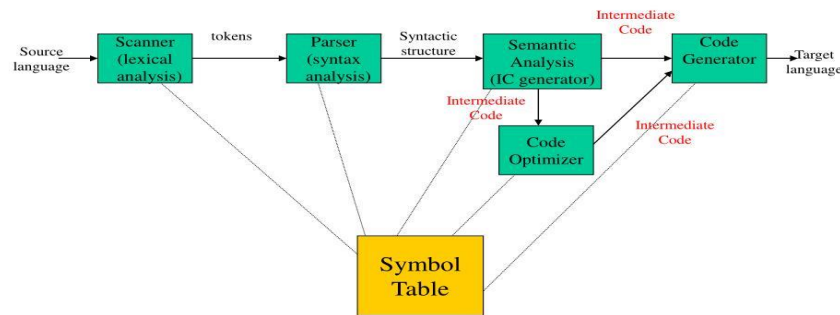 Source
language
Scanner
(lexical
analysis)
tokens
Parser
(syntax
analysis)
Syntactic
structure
Semantic
Analysis
(IC generator)
Intermediate
Code
Code
Generator
Target
language
Intermediate
Code
Code
Optimizer
Intermediate
Code
Symbol
Table